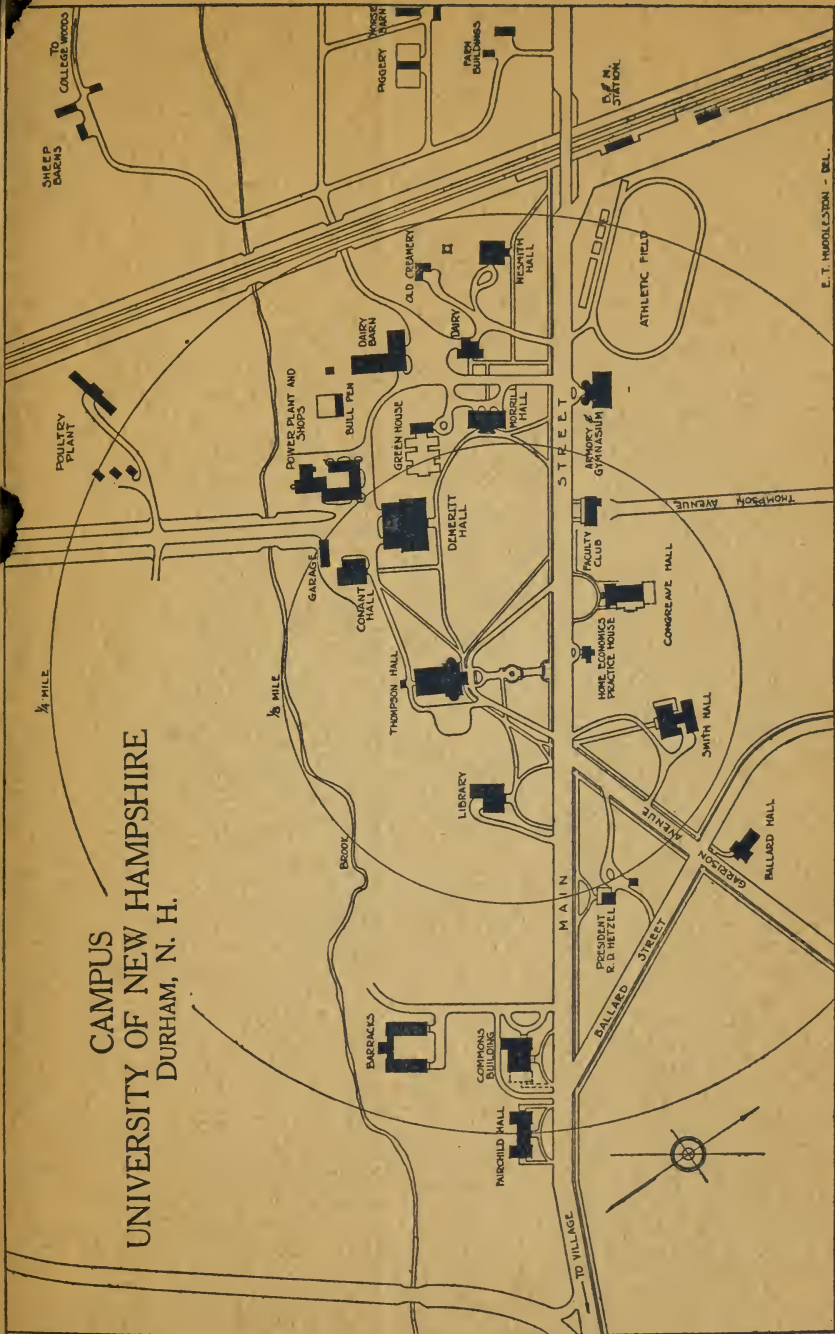 CAMPUS
UNIVERSITY OF NEW HAMPSHIRE
DURHAM, N. H.
1/4 MILE
1/8 MILE
BROOK
POULTRY
PLANT
SHEEP
BARNS
TO
COLLEGE WOODS
PIGGERY
HORSE
BARN
FARM
BUILDINGS
B & M.
STATION.
BARRACKS
COMMONS
BUILDING
FAIRCHILD HALL
LIBRARY
THOMPSON HALL
CONANT
HALL
GARAGE
POWER PLANT AND
SHOPS
BULL PEN
DAIRY
BARN
GREEN HOUSE
DEMERITT
HALL
MORRILL
HALL
DAIRY
OLD CREAMERY
NESMITH
HALL
MAIN STREET
TO VILLAGE
BALLARD STREET
PRESIDENT
R. D. HETZEL
GARRISON AVENUE
BALLARD HALL
SMITH HALL
HOME ECONOMICS
PRACTICE HOUSE
CONGREAVE HALL
FACULTY
CLUB
THOMPSON AVENUE
ARMORY &
GYMNASIUM
ATHLETIC FIELD
E. T. HUDDLESTON - DEL.